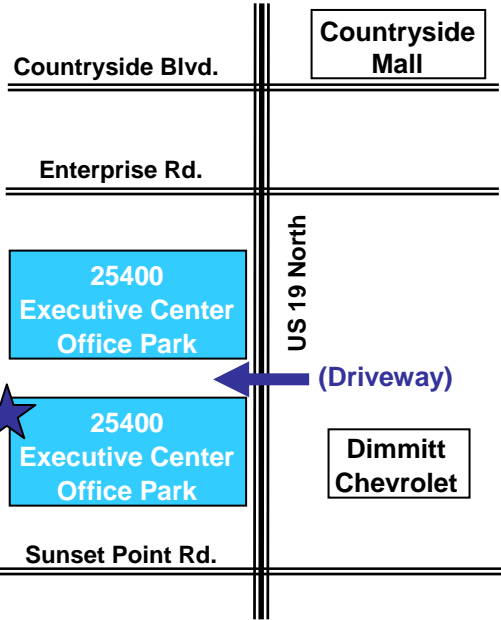 Countryside
Mall
Countryside Blvd.
Enterprise Rd.
US 19 North
25400
Executive Center
Office Park
(Driveway)
25400
Executive Center
Office Park
Dimmitt
Chevrolet
Sunset Point Rd.